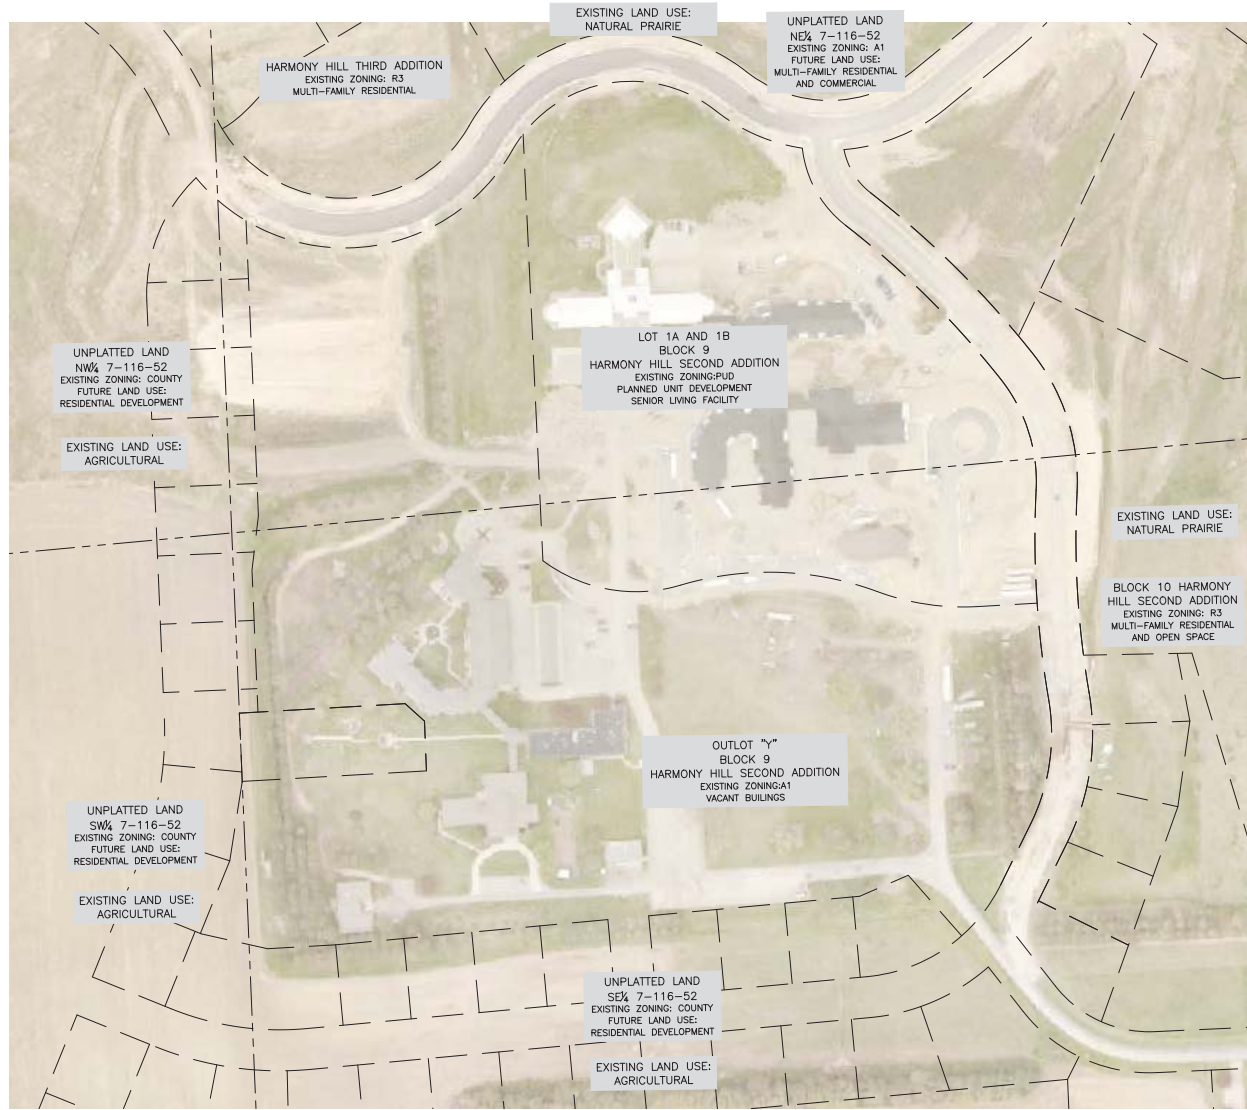 EXISTING LAND USE:
NATURAL PRAIRIE
UNPLATTED LAND
NE¼ 7-116-52
EXISTING ZONING: A1
FUTURE LAND USE:
MULTI-FAMILY RESIDENTIAL
AND COMMERCIAL
HARMONY HILL THIRD ADDITION
EXISTING ZONING: R3
MULTI-FAMILY RESIDENTIAL
LOT 1A AND 1B
BLOCK 9
HARMONY HILL SECOND ADDITION
EXISTING ZONING:PUD
PLANNED UNIT DEVELOPMENT
SENIOR LIVING FACILITY
UNPLATTED LAND
NW¼ 7-116-52
EXISTING ZONING: COUNTY
FUTURE LAND USE:
RESIDENTIAL DEVELOPMENT
EXISTING LAND USE:
AGRICULTURAL
EXISTING LAND USE:
NATURAL PRAIRIE
BLOCK 10 HARMONY
HILL SECOND ADDITION
EXISTING ZONING: R3
MULTI-FAMILY RESIDENTIAL
AND OPEN SPACE
OUTLOT "Y"
BLOCK 9
HARMONY HILL SECOND ADDITION
EXISTING ZONING:A1
VACANT BUILINGS
UNPLATTED LAND
SW¼ 7-116-52
EXISTING ZONING: COUNTY
FUTURE LAND USE:
RESIDENTIAL DEVELOPMENT
EXISTING LAND USE:
AGRICULTURAL
UNPLATTED LAND
SE¼ 7-116-52
EXISTING ZONING: COUNTY
FUTURE LAND USE:
RESIDENTIAL DEVELOPMENT
EXISTING LAND USE:
AGRICULTURAL